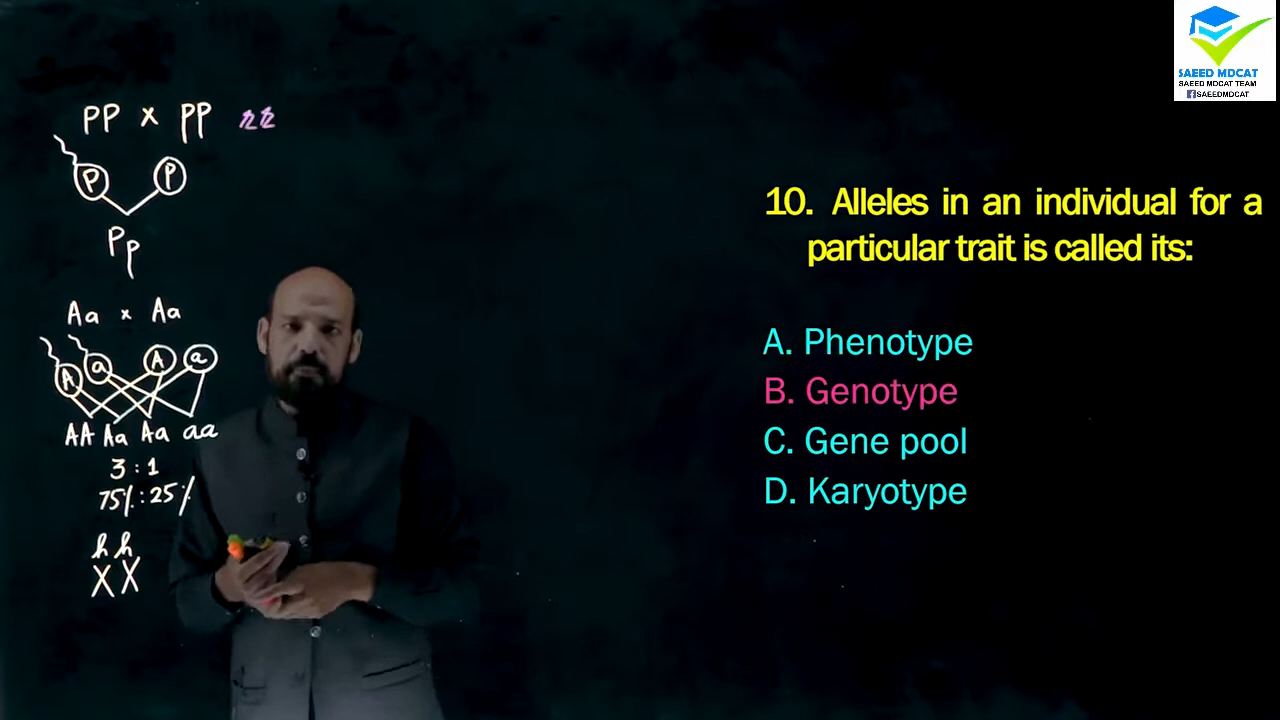 PP × pp rr
P P
Pp
Aa × Aa
A a A a
AA Aa Aa aa
3 : 1
75% : 25%
h h
X X
SAEED MDCAT
SAEED MDCAT TEAM
SAEEDMDCAT
10. Alleles in an individual for a
particular trait is called its:
A. Phenotype
B. Genotype
C. Gene pool
D. Karyotype